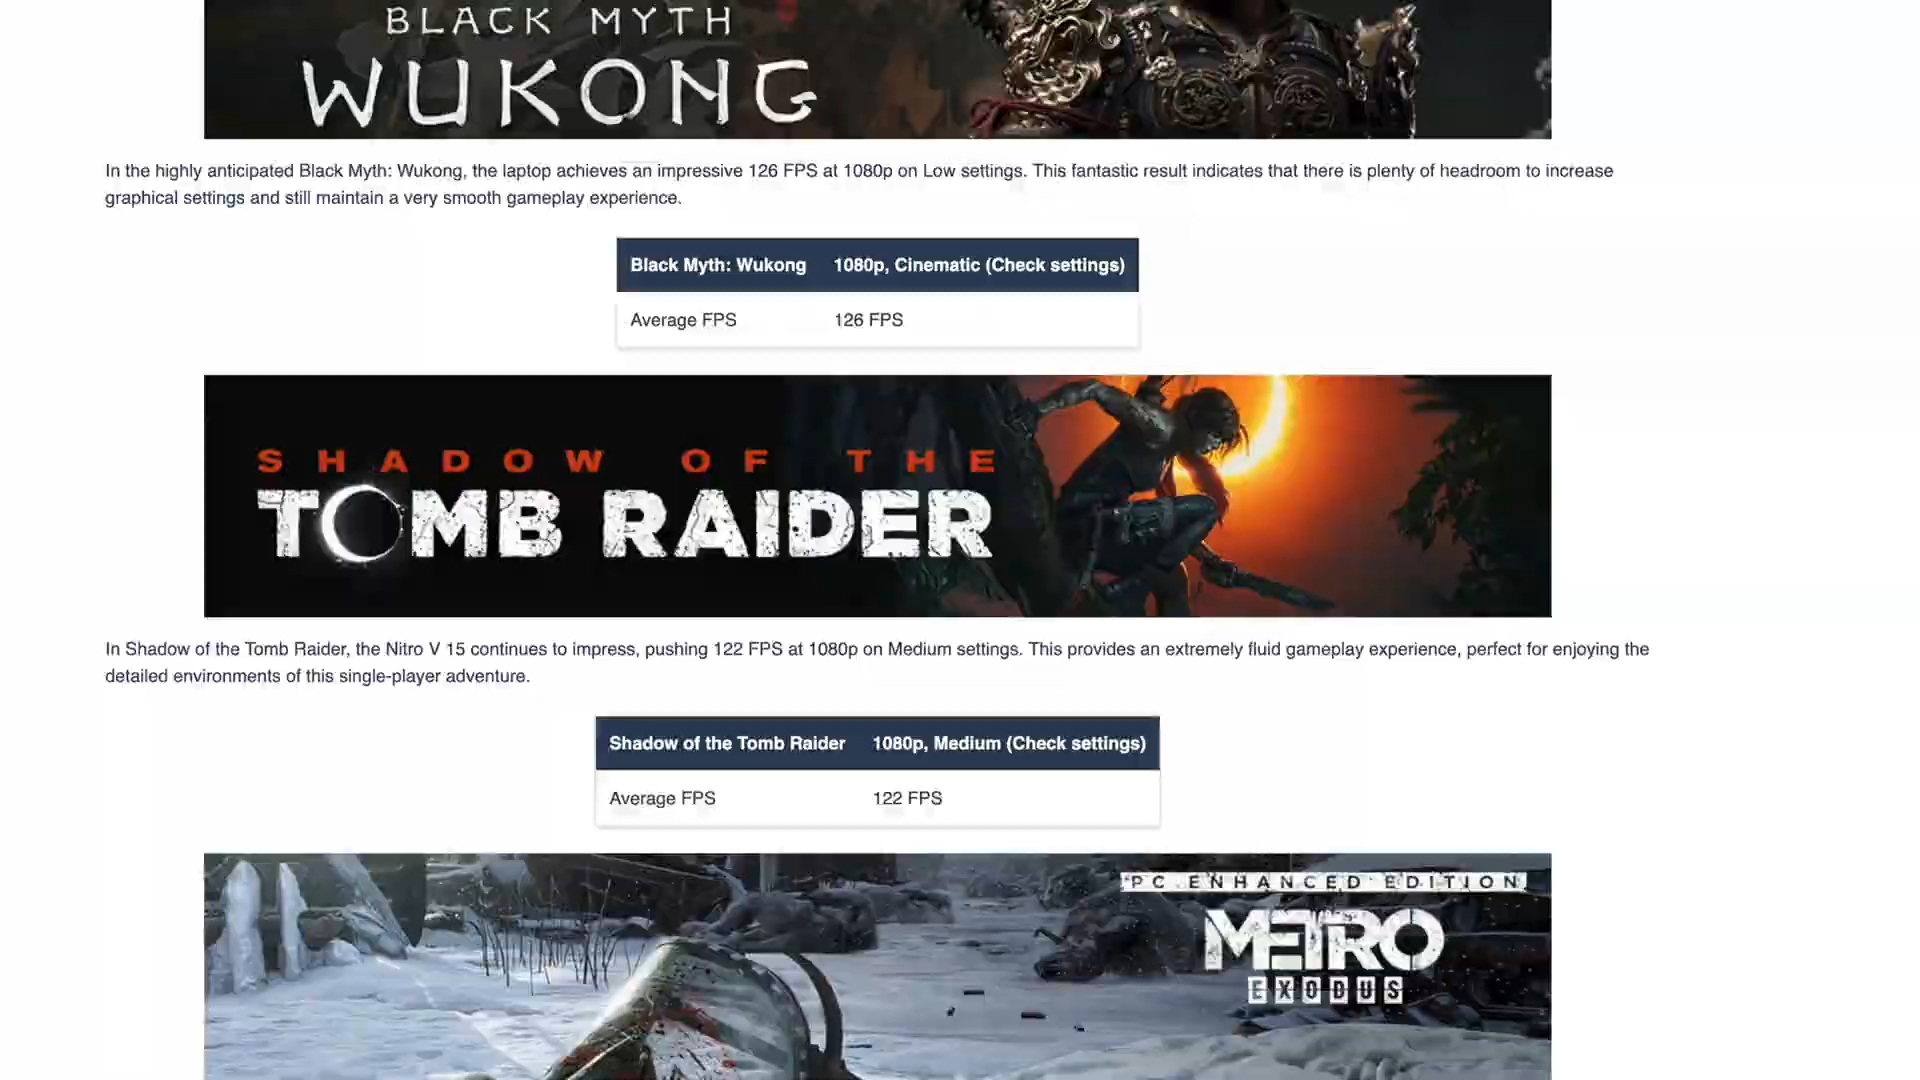 BLACK MYTH
WUKONG
In the highly anticipated Black Myth: Wukong, the laptop achieves an impressive 126 FPS at 1080p on Low settings. This fantastic result indicates that there is plenty of headroom to increase
graphical settings and still maintain a very smooth gameplay experience.
Black Myth: Wukong 1080p, Cinematic (Check settings)
Average FPS 126 FPS
SHADOW OF THE
TOMB RAIDER
In Shadow of the Tomb Raider, the Nitro V 15 continues to impress, pushing 122 FPS at 1080p on Medium settings. This provides an extremely fluid gameplay experience, perfect for enjoying the
detailed environments of this single-player adventure.
Shadow of the Tomb Raider 1080p, Medium (Check settings)
Average FPS 122 FPS
PC ENHANCED EDITION
METRO
EXODUS